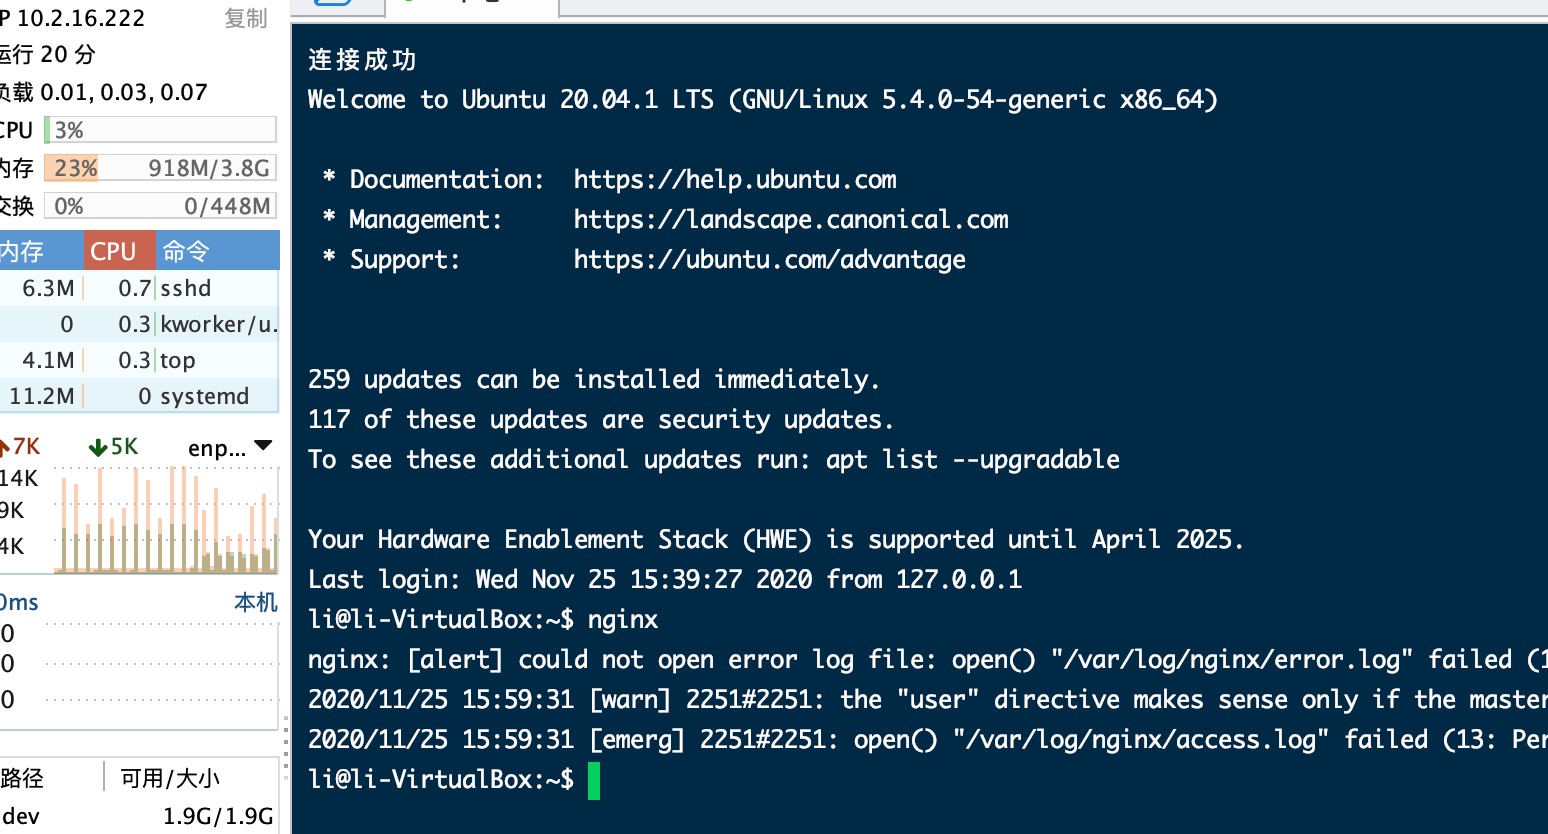 P 10.2.16.222 复制
运行 20 分
负载 0.01, 0.03, 0.07
CPU 3%
内存 23% 918M/3.8G
交换 0% 0/448M
内存 CPU 命令
6.3M 0.7 sshd
0 0.3 kworker/u.
4.1M 0.3 top
11.2M 0 systemd
7K 5K enp...
14K
9K
4K
0ms 本机
0
0
0
路径 可用/大小
dev 1.9G/1.9G
连接成功
Welcome to Ubuntu 20.04.1 LTS (GNU/Linux 5.4.0-54-generic x86_64)
* Documentation: https://help.ubuntu.com
* Management: https://landscape.canonical.com
* Support: https://ubuntu.com/advantage
259 updates can be installed immediately.
117 of these updates are security updates.
To see these additional updates run: apt list --upgradable
Your Hardware Enablement Stack (HWE) is supported until April 2025.
Last login: Wed Nov 25 15:39:27 2020 from 127.0.0.1
li@li-VirtualBox:~$ nginx
nginx: [alert] could not open error log file: open() "/var/log/nginx/error.log" failed (1
2020/11/25 15:59:31 [warn] 2251#2251: the "user" directive makes sense only if the master
2020/11/25 15:59:31 [emerg] 2251#2251: open() "/var/log/nginx/access.log" failed (13: Per
li@li-VirtualBox:~$